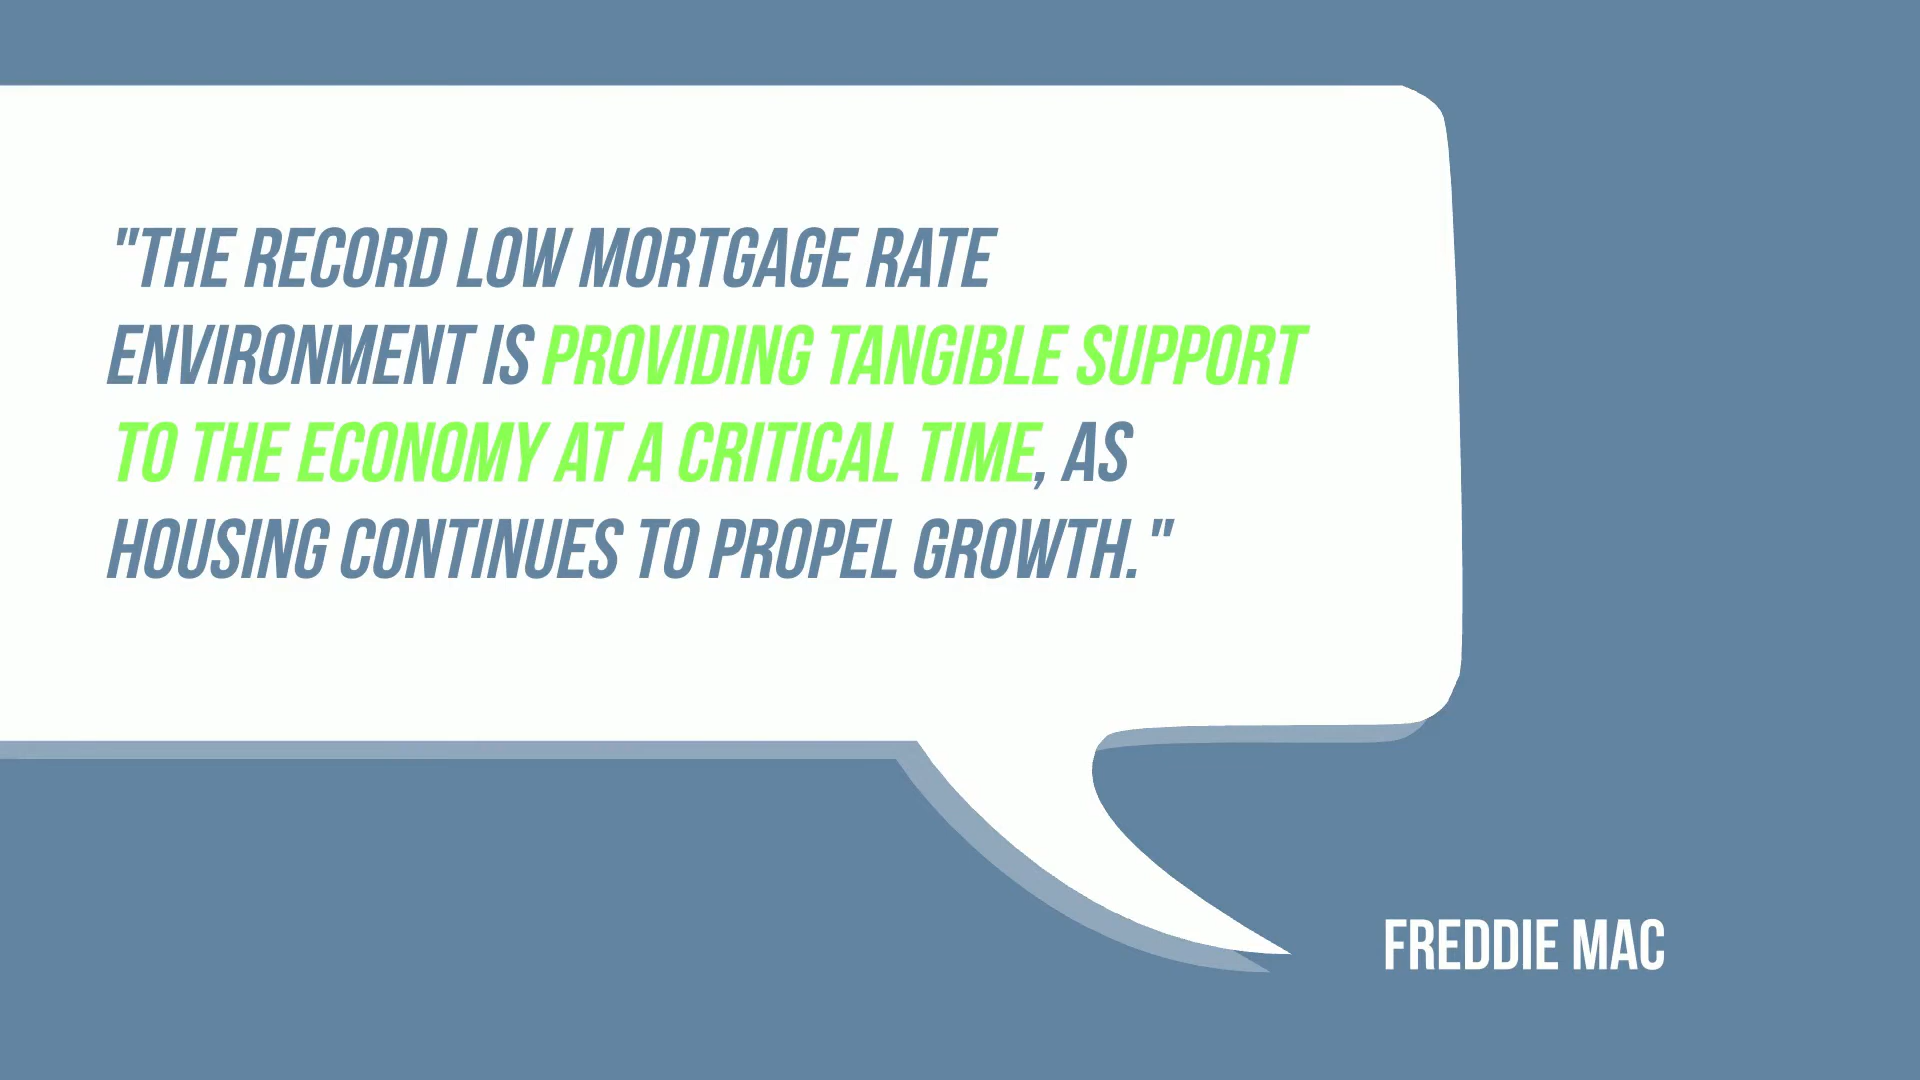 "THE RECORD LOW MORTGAGE RATE
ENVIRONMENT IS PROVIDING TANGIBLE SUPPORT
TO THE ECONOMY AT A CRITICAL TIME, AS
HOUSING CONTINUES TO PROPEL GROWTH."
FREDDIE MAC